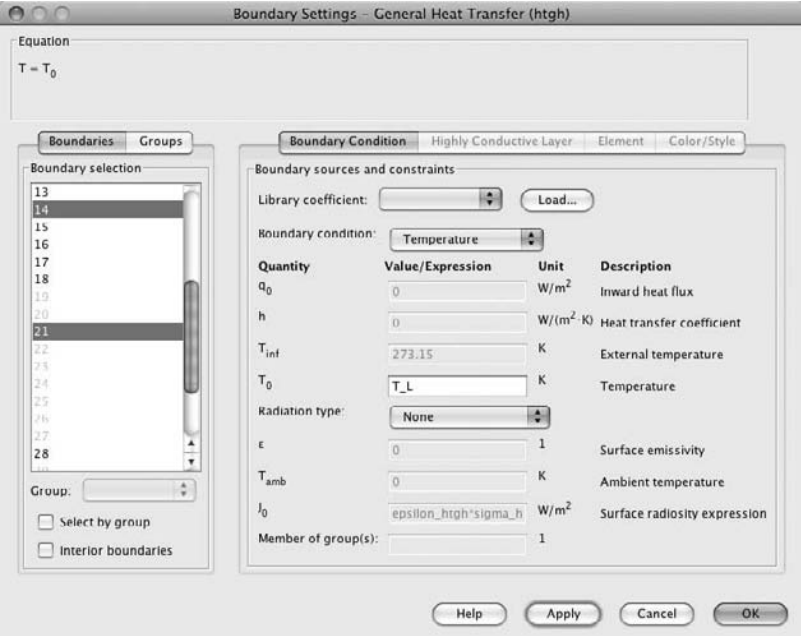 Boundary Settings – General Heat Transfer (htgh)
Equation
T = T0
Boundaries Groups
Boundary selection
13
14
15
16
17
18
19
20
21
22
23
24
25
26
27
28
Group:
Select by group
Interior boundaries
Boundary Condition Highly Conductive Layer Element Color/Style
Boundary sources and constraints
Library coefficient: Load...
Boundary condition: Temperature
Quantity Value/Expression Unit Description
q0 0 W/m² Inward heat flux
h 0 W/(m²·K) Heat transfer coefficient
Tinf 273.15 K External temperature
T0 T_L K Temperature
Radiation type: None
ε 0 1 Surface emissivity
Tamb 0 K Ambient temperature
J0 epsilon_htgh*sigma_h W/m² Surface radiosity expression
Member of group(s): 1
Help Apply Cancel OK